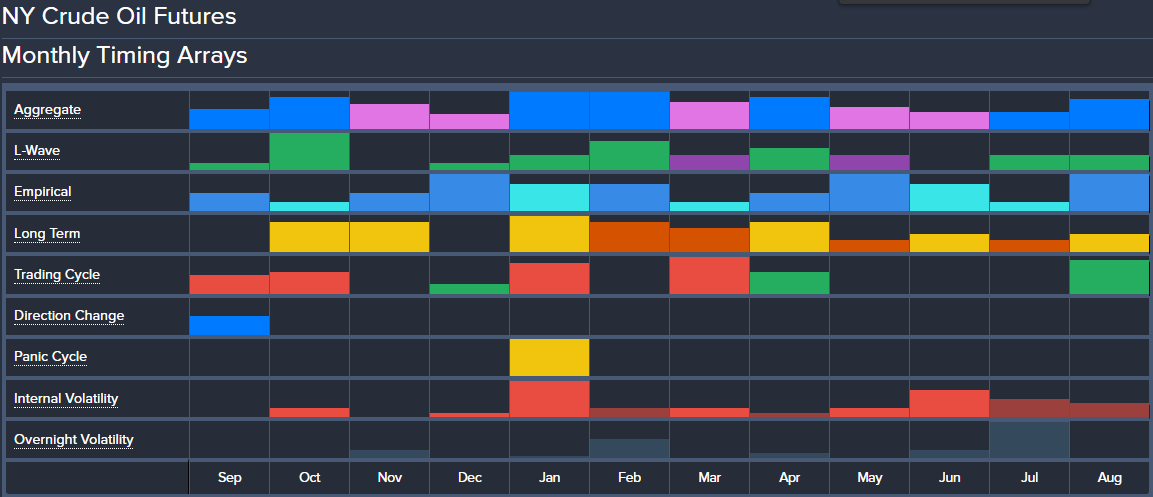 NY Crude Oil Futures
Monthly Timing Arrays
Aggregate
L-Wave
Empirical
Long Term
Trading Cycle
Direction Change
Panic Cycle
Internal Volatility
Overnight Volatility
Sep Oct Nov Dec Jan Feb Mar Apr May Jun Jul Aug